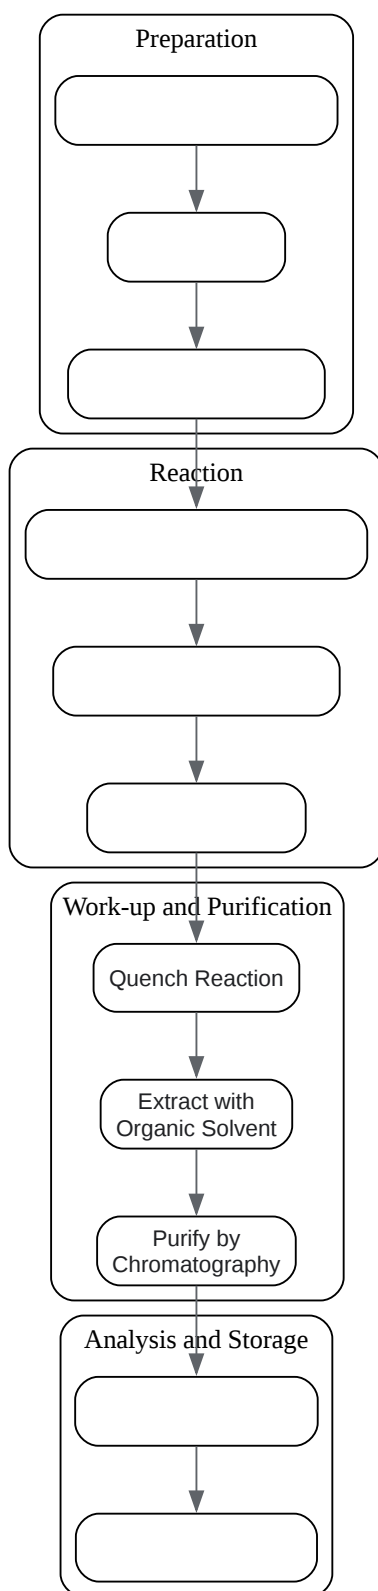 Preparation
Reaction
Work-up and Purification
Quench Reaction
Extract with
Organic Solvent
Purify by
Chromatography
Analysis and Storage